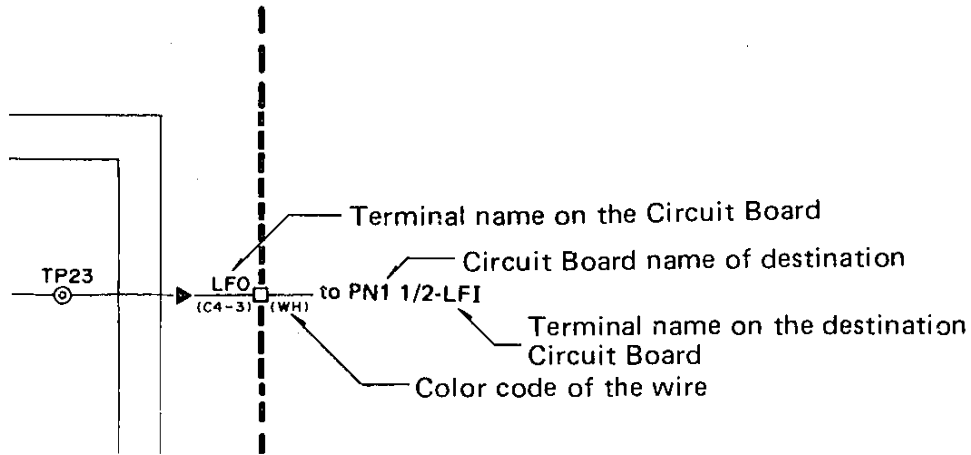 Terminal name on the Circuit Board
Circuit Board name of destination
TP23
LFO
to PN1 1/2-LFI
(C4-3)
(WH)
Terminal name on the destination
Circuit Board
Color code of the wire